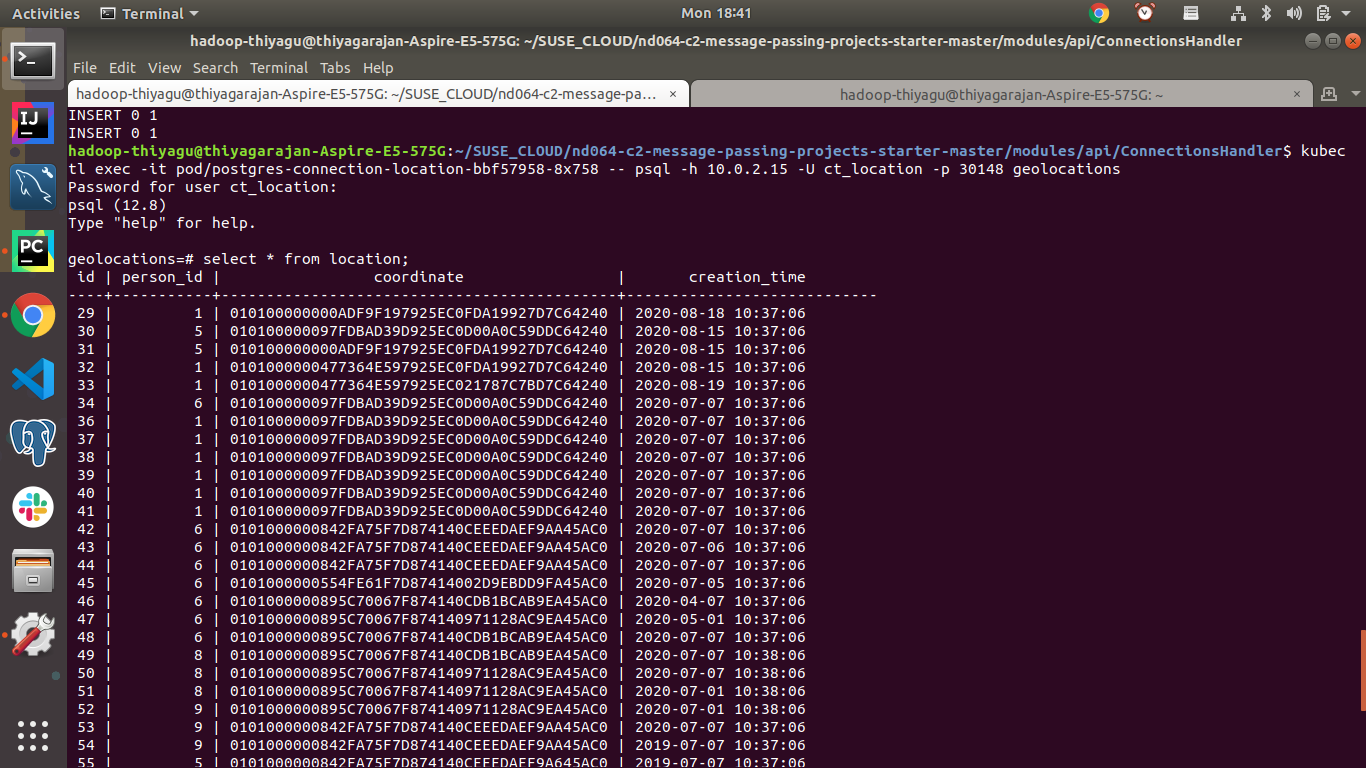 Activities Terminal Mon 18:41
hadoop-thiyagu@thiyagarajan-Aspire-E5-575G: ~/SUSE_CLOUD/nd064-c2-message-passing-projects-starter-master/modules/api/ConnectionsHandler
File Edit View Search Terminal Tabs Help
hadoop-thiyagu@thiyagarajan-Aspire-E5-575G: ~/SUSE_CLOUD/nd064-c2-message-pa... × hadoop-thiyagu@thiyagarajan-Aspire-E5-575G: ~ ×
INSERT 0 1
INSERT 0 1
hadoop-thiyagu@thiyagarajan-Aspire-E5-575G:~/SUSE_CLOUD/nd064-c2-message-passing-projects-starter-master/modules/api/ConnectionsHandler$ kubec
tl exec -it pod/postgres-connection-location-bbf57958-8x758 -- psql -h 10.0.2.15 -U ct_location -p 30148 geolocations
Password for user ct_location:
psql (12.8)
Type "help" for help.
geolocations=# select * from location;
id | person_id | coordinate | creation_time
----+-----------+--------------------------------------------+----------------------------
29 | 1 | 010100000000ADF9F197925EC0FDA19927D7C64240 | 2020-08-18 10:37:06
30 | 5 | 0101000000097FDBAD39D925EC0D00A0C59DDC64240 | 2020-08-15 10:37:06
31 | 5 | 010100000000ADF9F197925EC0FDA19927D7C64240 | 2020-08-15 10:37:06
32 | 1 | 0101000000477364E597925EC0FDA19927D7C64240 | 2020-08-15 10:37:06
33 | 1 | 0101000000477364E597925EC021787C7BD7C64240 | 2020-08-19 10:37:06
34 | 6 | 0101000000097FDBAD39D925EC0D00A0C59DDC64240 | 2020-07-07 10:37:06
36 | 1 | 0101000000097FDBAD39D925EC0D00A0C59DDC64240 | 2020-07-07 10:37:06
37 | 1 | 0101000000097FDBAD39D925EC0D00A0C59DDC64240 | 2020-07-07 10:37:06
38 | 1 | 0101000000097FDBAD39D925EC0D00A0C59DDC64240 | 2020-07-07 10:37:06
39 | 1 | 0101000000097FDBAD39D925EC0D00A0C59DDC64240 | 2020-07-07 10:37:06
40 | 1 | 0101000000097FDBAD39D925EC0D00A0C59DDC64240 | 2020-07-07 10:37:06
41 | 1 | 0101000000097FDBAD39D925EC0D00A0C59DDC64240 | 2020-07-07 10:37:06
42 | 6 | 0101000000842FA75F7D874140CEEEDAEF9AA45AC0 | 2020-07-07 10:37:06
43 | 6 | 0101000000842FA75F7D874140CEEEDAEF9AA45AC0 | 2020-07-06 10:37:06
44 | 6 | 0101000000842FA75F7D874140CEEEDAEF9AA45AC0 | 2020-07-07 10:37:06
45 | 6 | 0101000000554FE61F7D87414002D9EBDD9FA45AC0 | 2020-07-05 10:37:06
46 | 6 | 0101000000895C70067F874140CDB1BCAB9EA45AC0 | 2020-04-07 10:37:06
47 | 6 | 0101000000895C70067F874140971128AC9EA45AC0 | 2020-05-01 10:37:06
48 | 6 | 0101000000895C70067F874140CDB1BCAB9EA45AC0 | 2020-07-07 10:37:06
49 | 8 | 0101000000895C70067F874140CDB1BCAB9EA45AC0 | 2020-07-07 10:38:06
50 | 8 | 0101000000895C70067F874140971128AC9EA45AC0 | 2020-07-07 10:38:06
51 | 8 | 0101000000895C70067F874140971128AC9EA45AC0 | 2020-07-01 10:38:06
52 | 9 | 0101000000895C70067F874140971128AC9EA45AC0 | 2020-07-01 10:38:06
53 | 9 | 0101000000842FA75F7D874140CEEEDAEF9AA45AC0 | 2020-07-07 10:37:06
54 | 9 | 0101000000842FA75F7D874140CEEEDAEF9AA45AC0 | 2019-07-07 10:37:06
55 | 5 | 0101000000842FA75F7D874140CEEEDAEF9A645AC0 | 2019-07-07 10:37:06